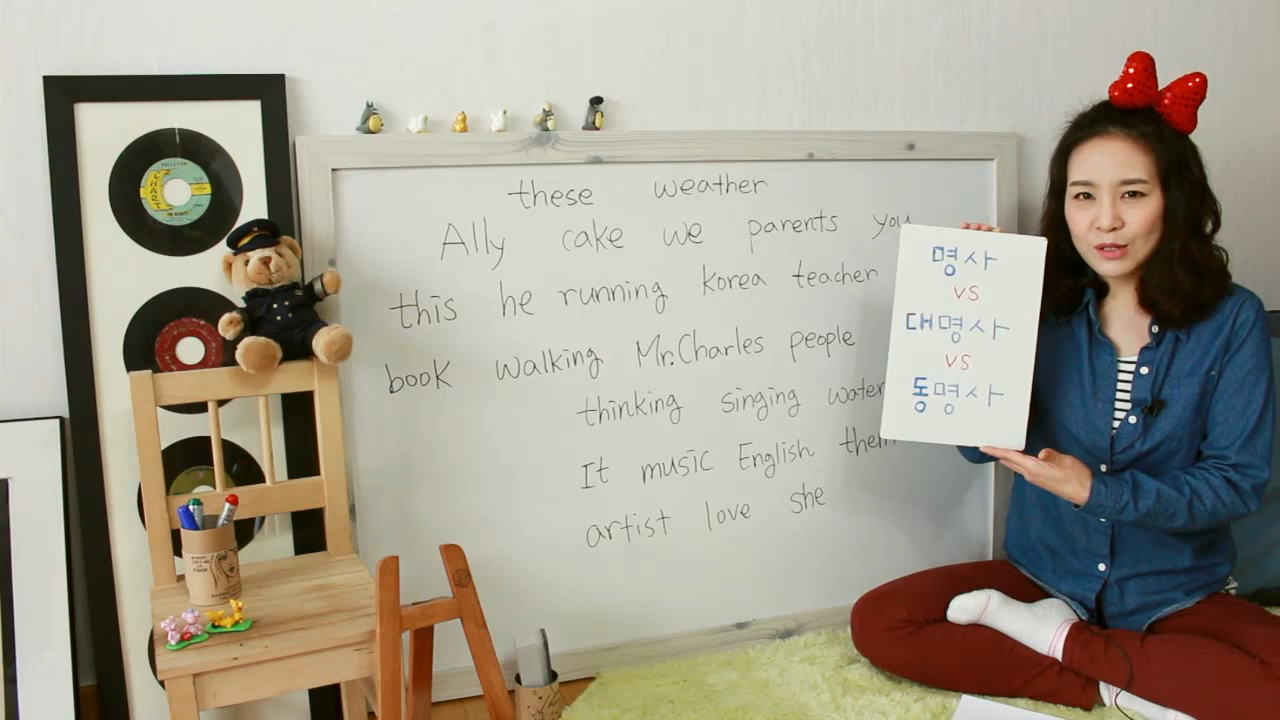 these weather
Ally cake we parents you
this he running korea teacher
book walking Mr.Charles people
thinking singing water
It music English them
artist love she
명사
vs
대명사
vs
동명사
CHART